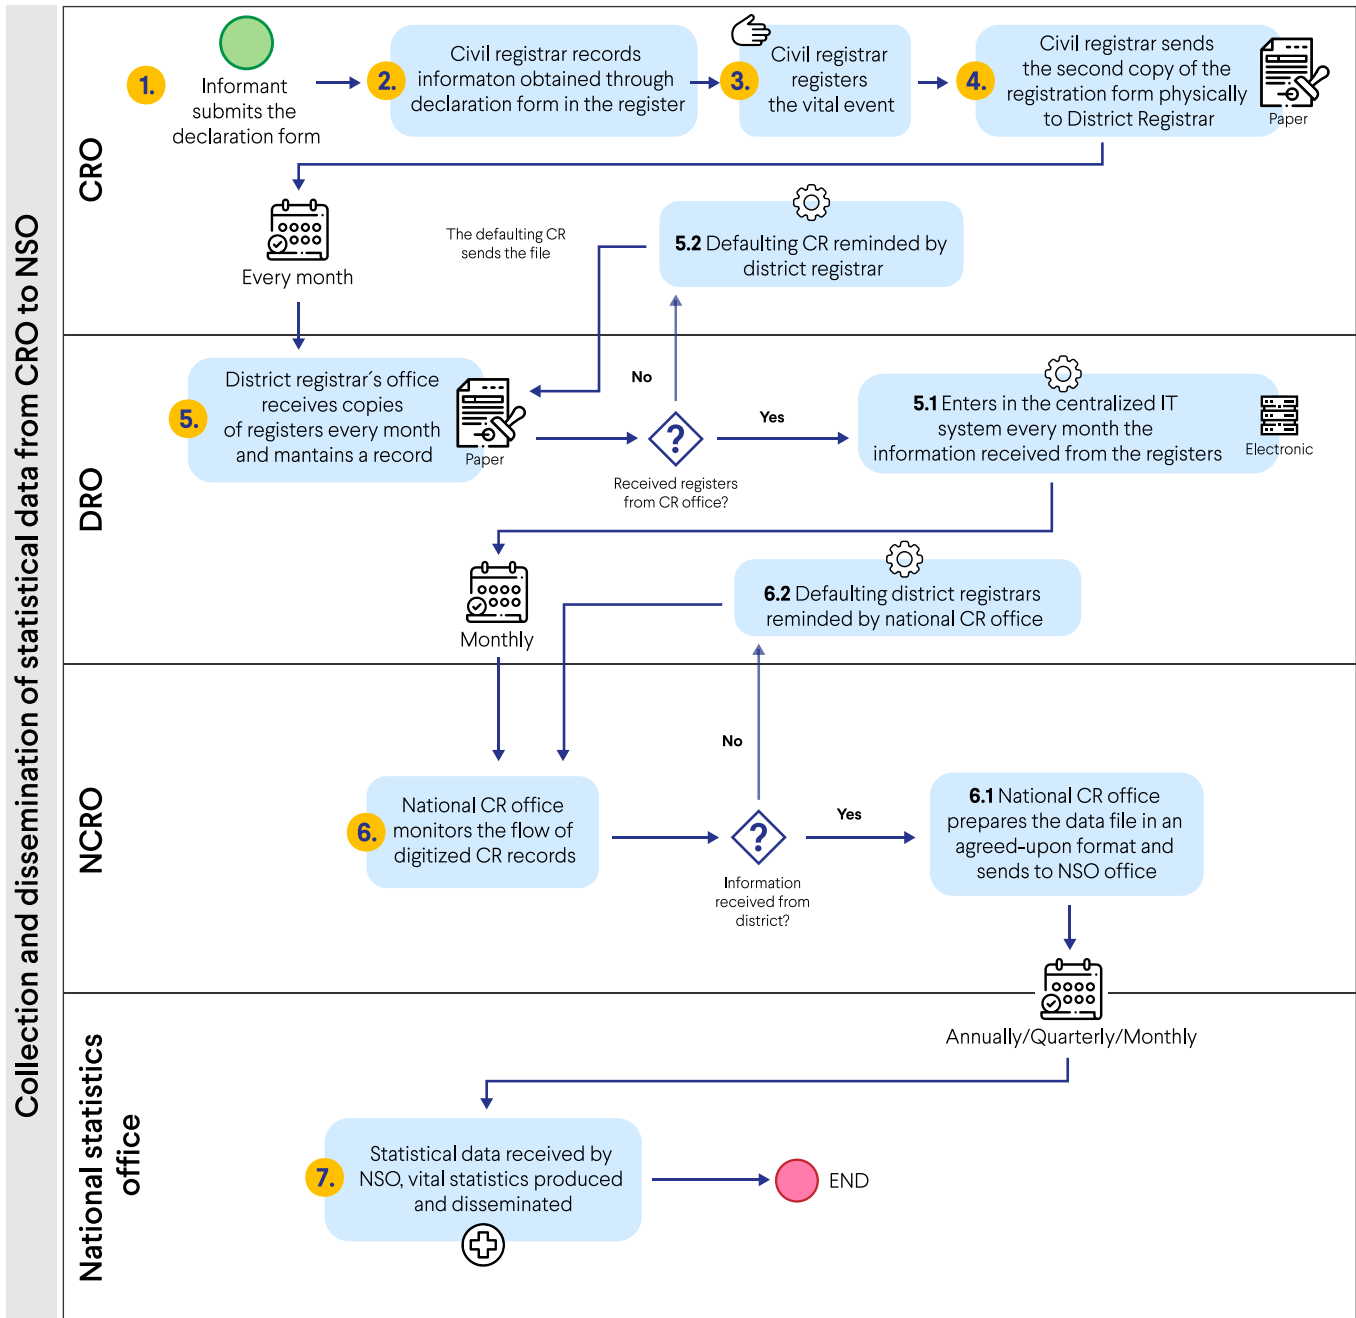 Collection and dissemination of statistical data from CRO to NSO
CRO
1.
Informant
submits the
declaration form
2.
Civil registrar records
informaton obtained through
declaration form in the register
3.
Civil registrar
registers
the vital event
4.
Civil registrar sends
the second copy of the
registration form physically
to District Registrar
Paper
Every month
The defaulting CR
sends the file
5.2 Defaulting CR reminded by
district registrar
DRO
5.
District registrar´s office
receives copies
of registers every month
and mantains a record
Paper
No
?
Yes
Received registers
from CR office?
5.1 Enters in the centralized IT
system every month the
information received from the registers
Electronic
Monthly
6.2 Defaulting district registrars
reminded by national CR office
NCRO
6.
National CR office
monitors the flow of
digitized CR records
No
?
Yes
Information
received from
district?
6.1 National CR office
prepares the data file in an
agreed-upon format and
sends to NSO office
Annually/Quarterly/Monthly
National statistics
office
7.
Statistical data received by
NSO, vital statistics produced
and disseminated
END